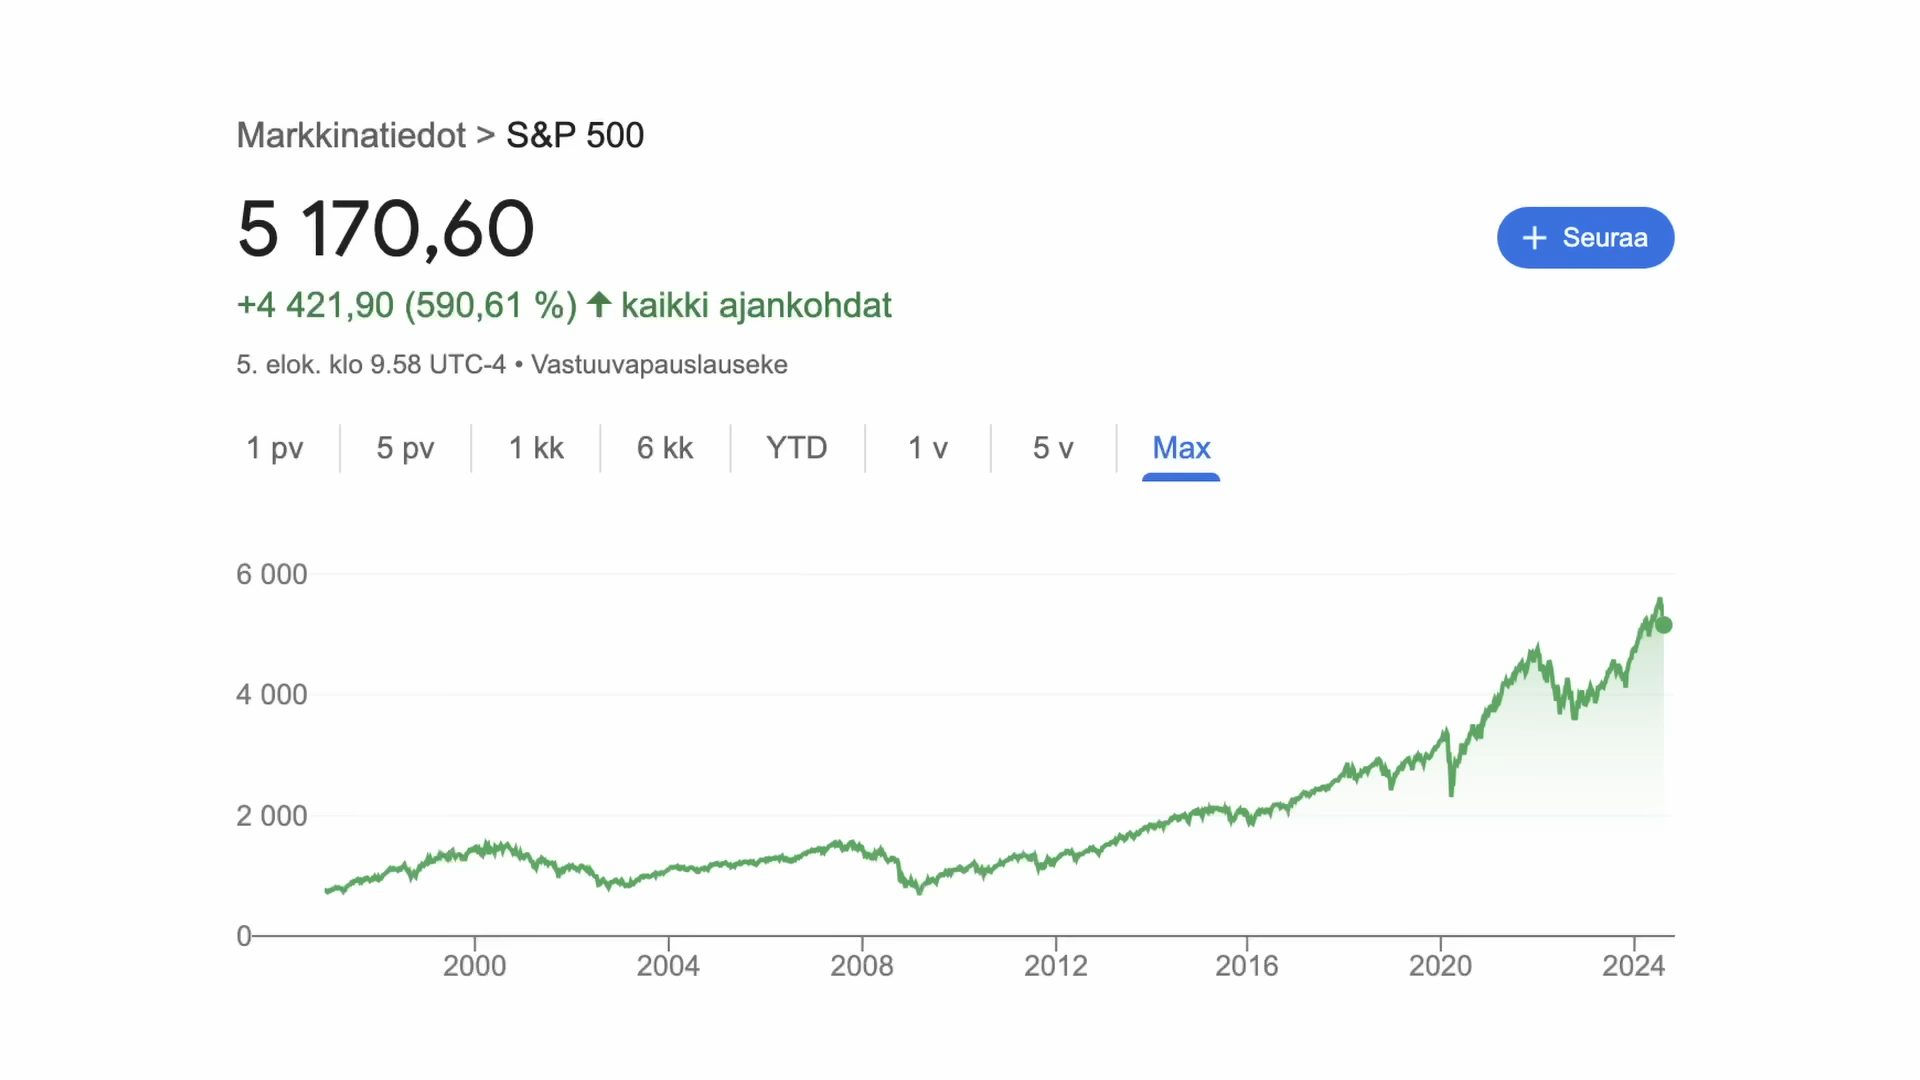 Markkinatiedot > S&P 500
5 170,60
+ Seuraa
+4 421,90 (590,61 %) ↑ kaikki ajankohdat
5. elok. klo 9.58 UTC-4 • Vastuuvapauslauseke
1 pv 5 pv 1 kk 6 kk YTD 1 v 5 v Max
6 000
4 000
2 000
0
2000 2004 2008 2012 2016 2020 2024